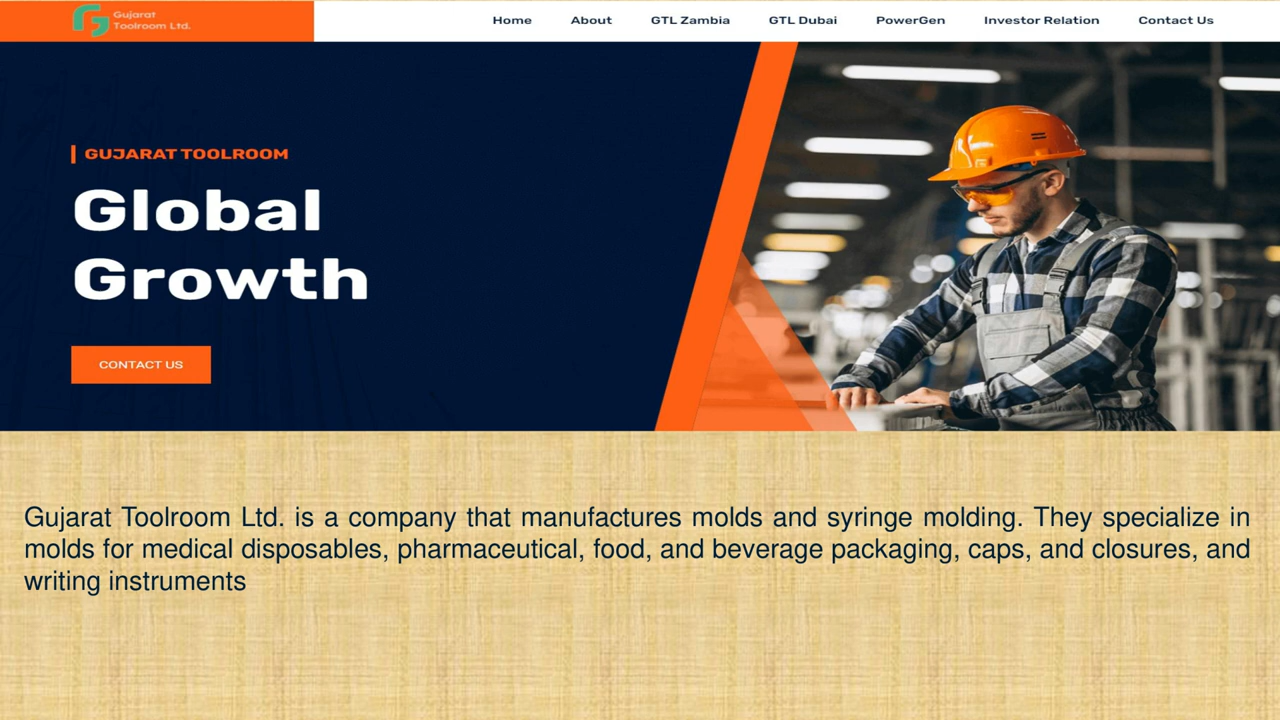 Gujarat
Toolroom Ltd.
Home About GTL Zambia GTL Dubai PowerGen Investor Relation Contact Us
GUJARAT TOOLROOM
Global
Growth
CONTACT US
Gujarat Toolroom Ltd. is a company that manufactures molds and syringe molding. They specialize in
molds for medical disposables, pharmaceutical, food, and beverage packaging, caps, and closures, and
writing instruments